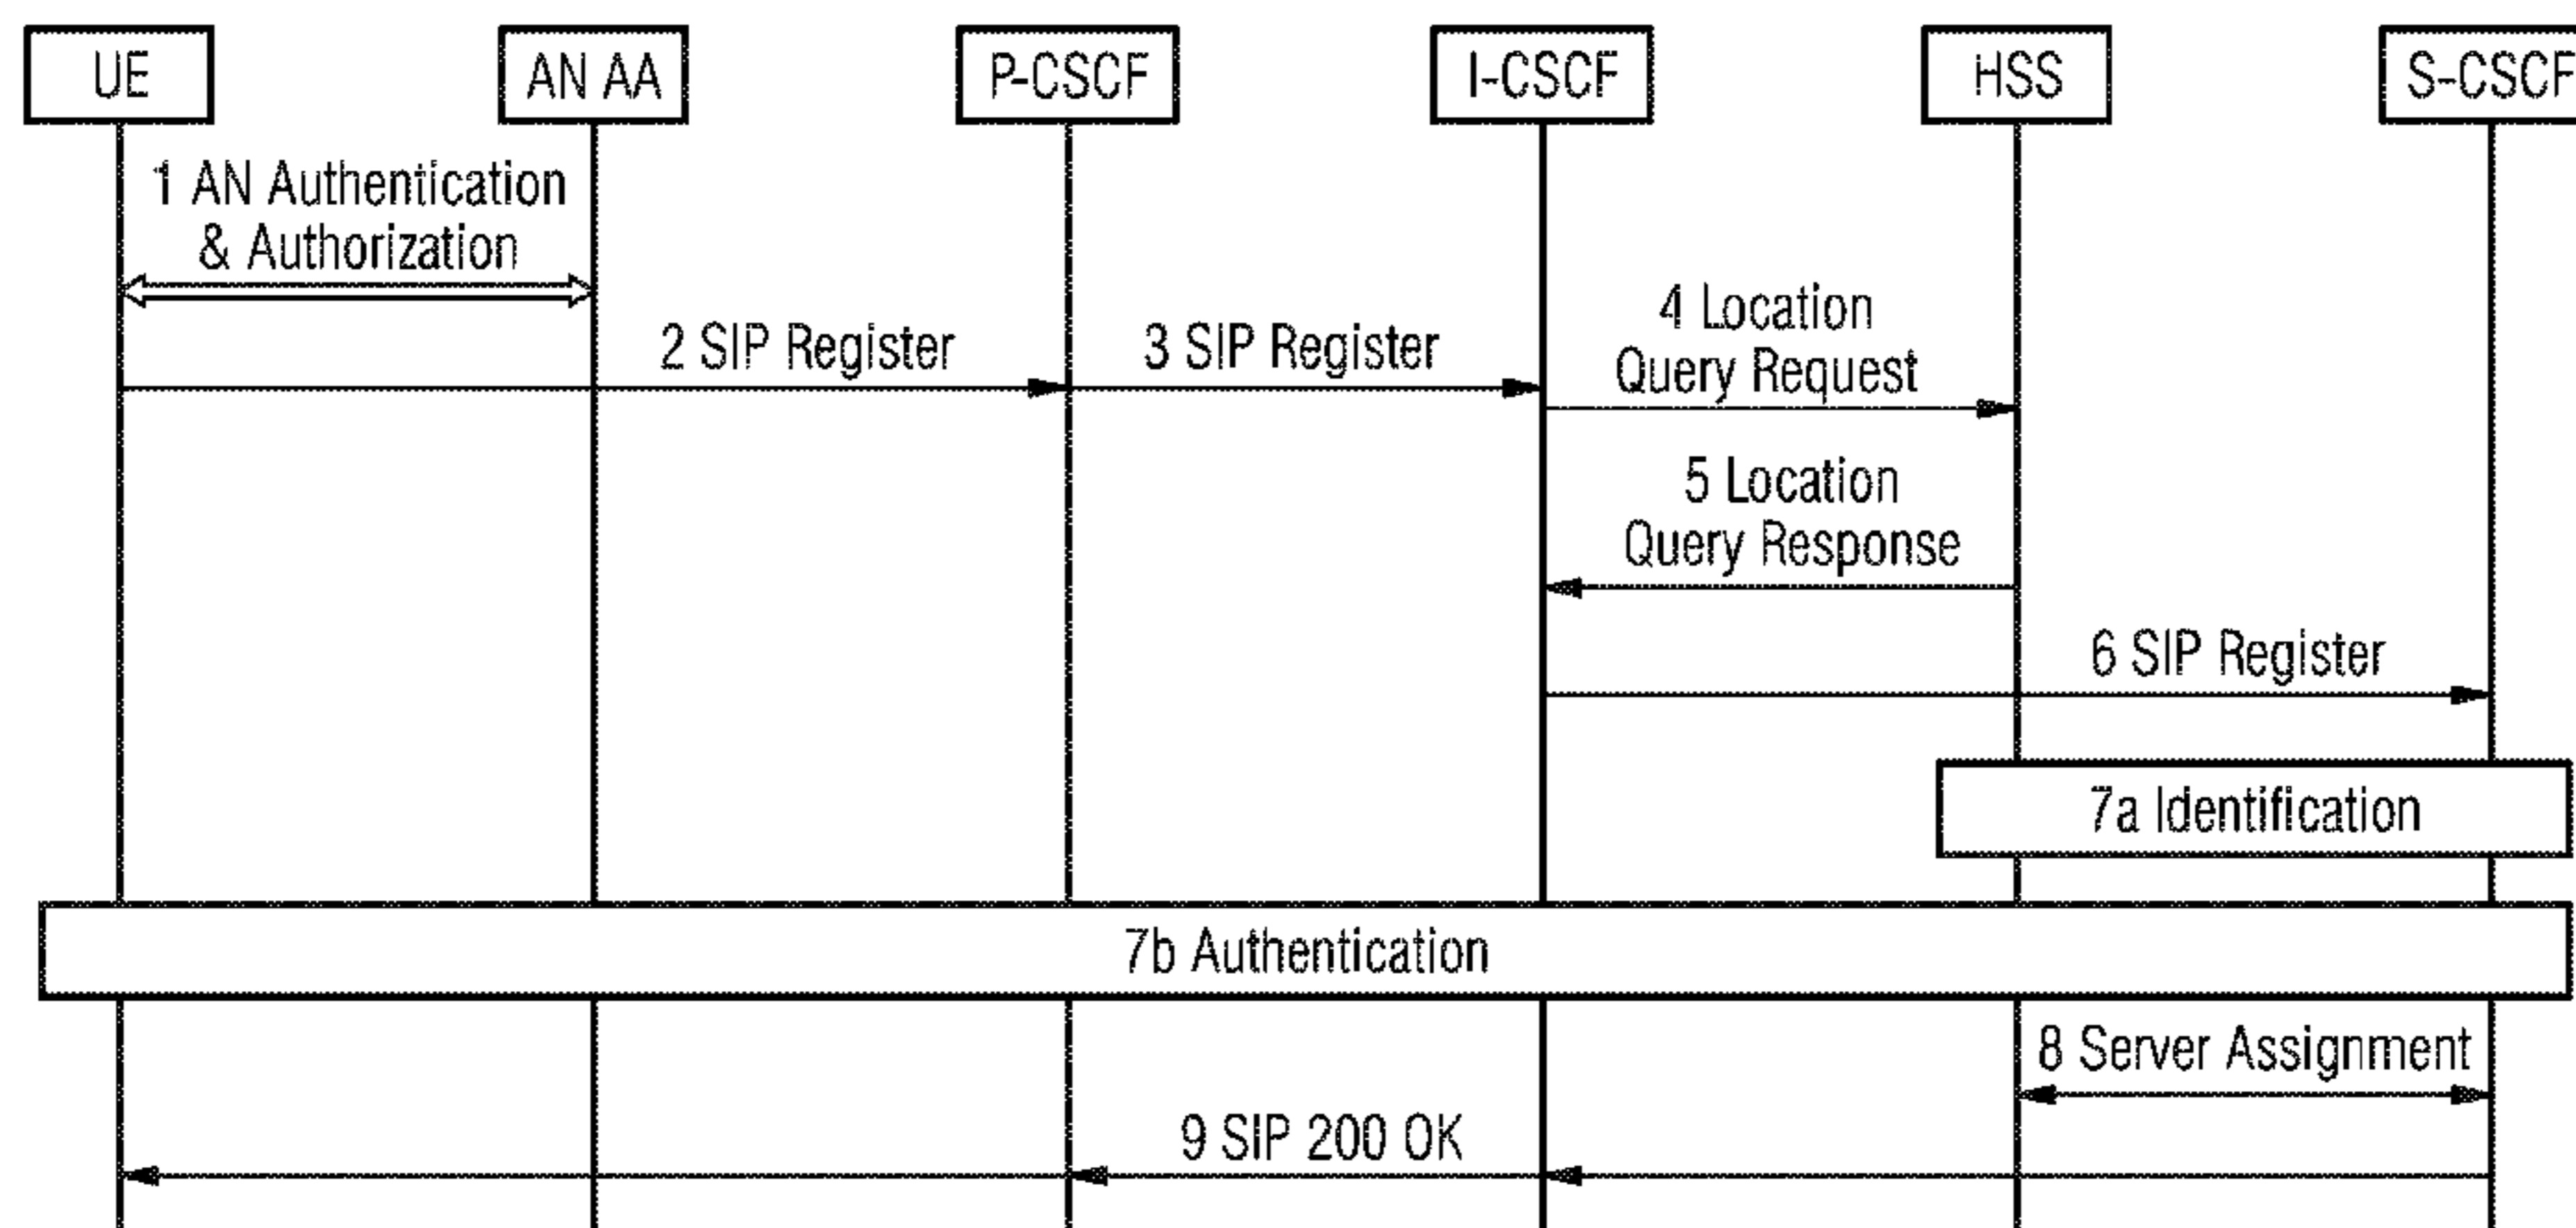 UE
AN AA
P-CSCF
I-CSCF
HSS
S-CSCF
1 AN Authentication
& Authorization
2 SIP Register
3 SIP Register
4 Location
Query Request
5 Location
Query Response
6 SIP Register
7a Identification
7b Authentication
8 Server Assignment
9 SIP 200 OK